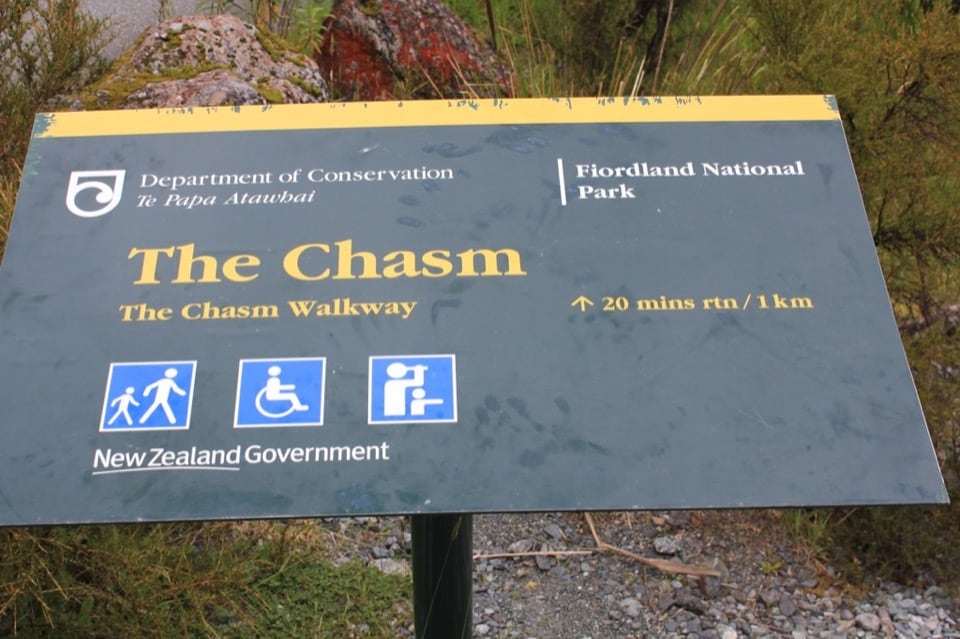 Department of Conservation
Te Papa Atawhai
Fiordland National
Park
The Chasm
The Chasm Walkway
↑ 20 mins rtn / 1 km
New Zealand Government